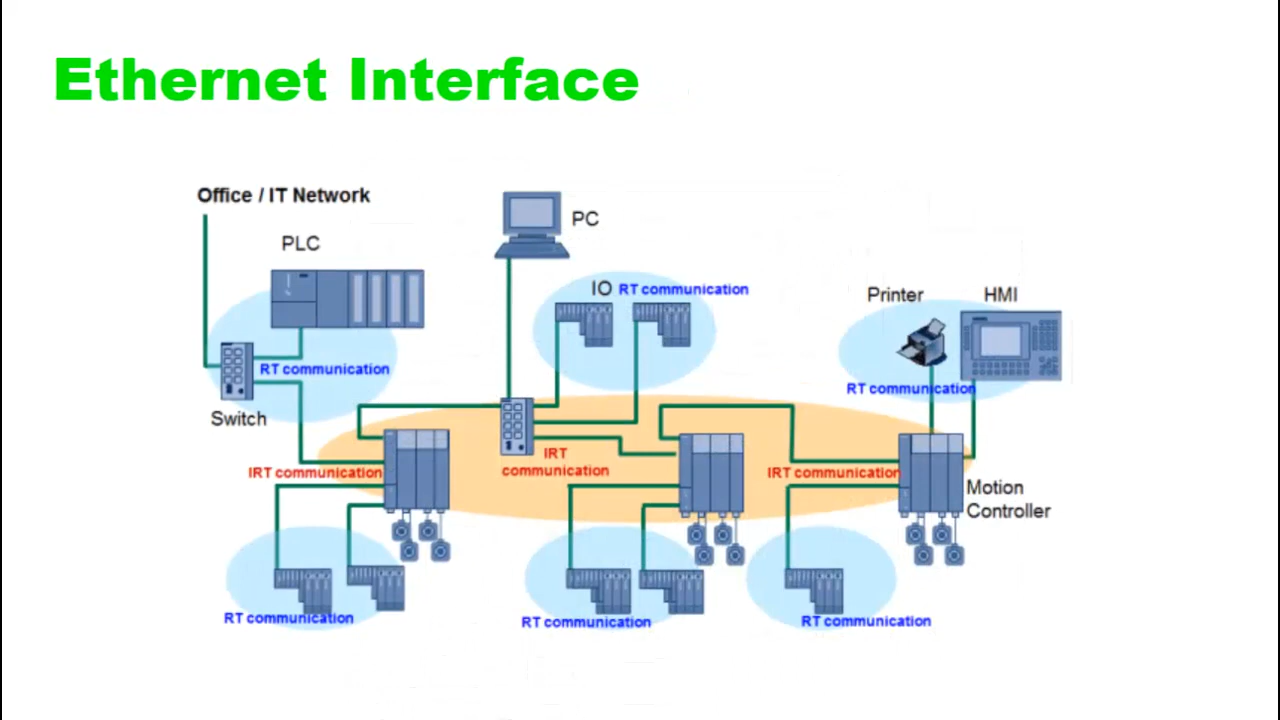 Ethernet Interface
Office / IT Network
PC
PLC
IO RT communication
Printer
HMI
RT communication
RT communication
Switch
IRT
communication
IRT communication
IRT communication
Motion
Controller
RT communication
RT communication
RT communication